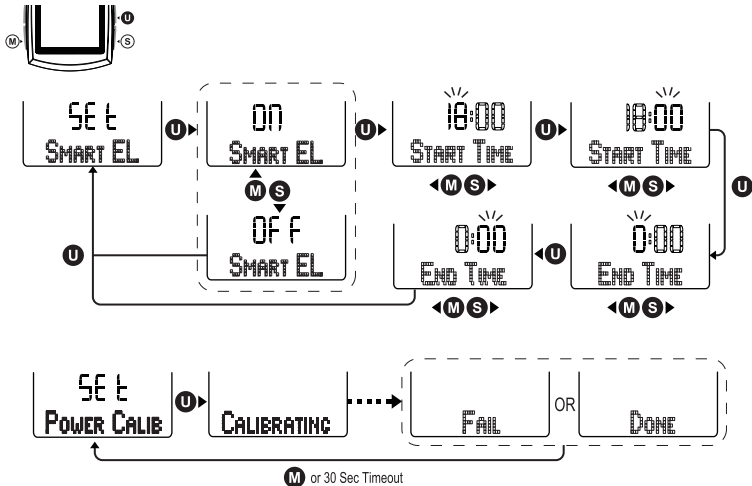 U
M S
SEt
SMART EL
U
ON
SMART EL
U
18:00
START TIME
M S
U
18:00
START TIME
M S
U
M S
OFF
SMART EL
U
0:00
END TIME
M S
U
0:00
END TIME
M S
SEt
POWER CALIB
U
CALIBRATING
FAIL
OR
DONE
M or 30 Sec Timeout